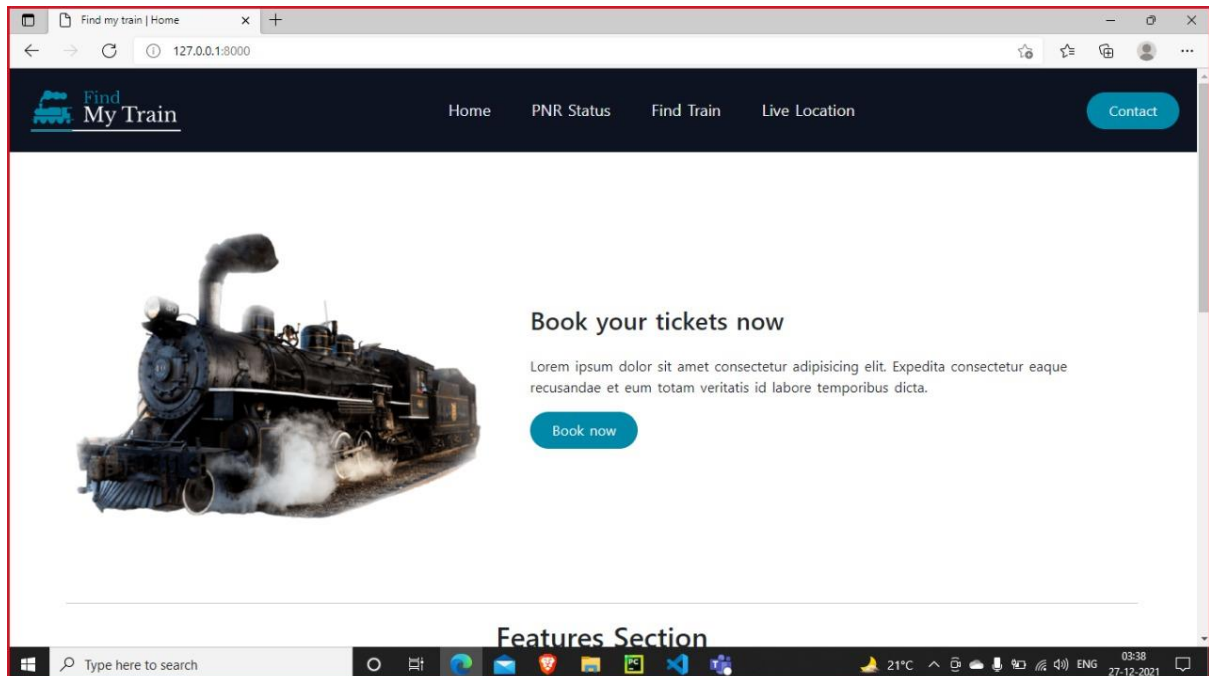 Find my train | Home
127.0.0.1:8000
Find
My Train
Home PNR Status Find Train Live Location
Contact
Book your tickets now
Lorem ipsum dolor sit amet consectetur adipisicing elit. Expedita consectetur eaque
recusandae et eum totam veritatis id labore temporibus dicta.
Book now
Features Section
Type here to search
PC
21°C
ENG
03:38
27-12-2021